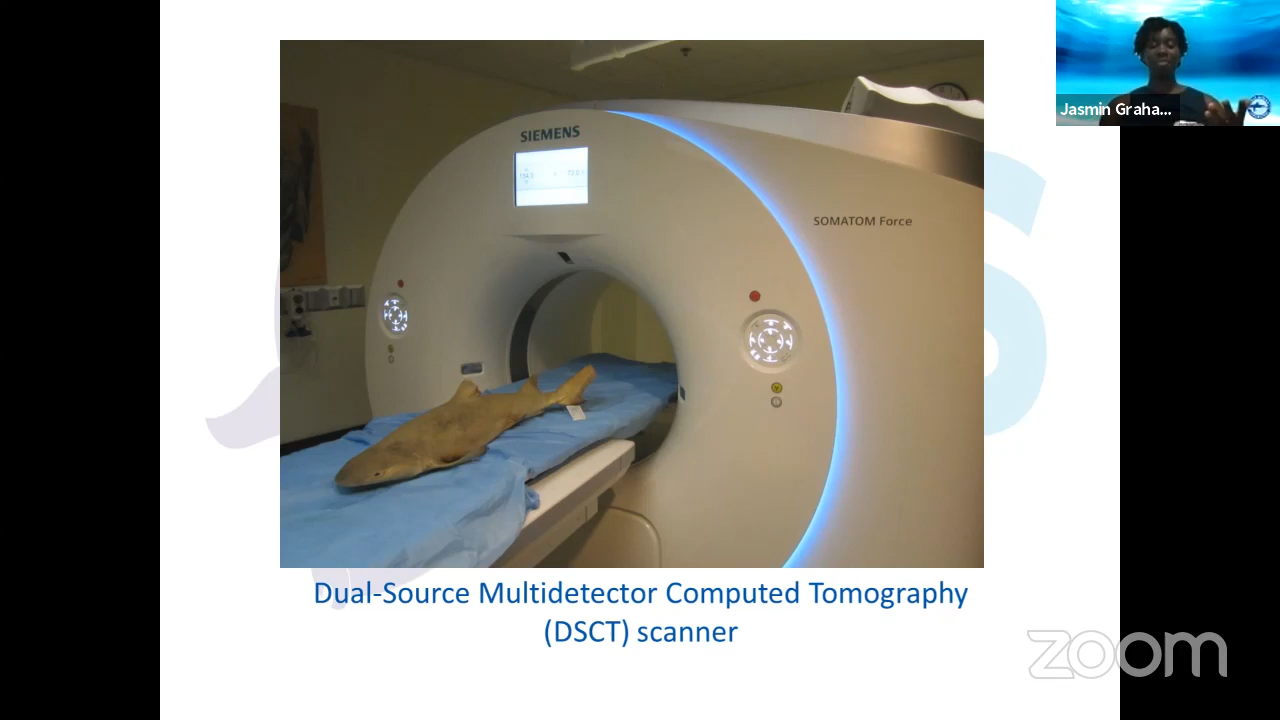 Jasmin Graha...
SIEMENS
SOMATOM Force
Dual-Source Multidetector Computed Tomography
(DSCT) scanner
zoom